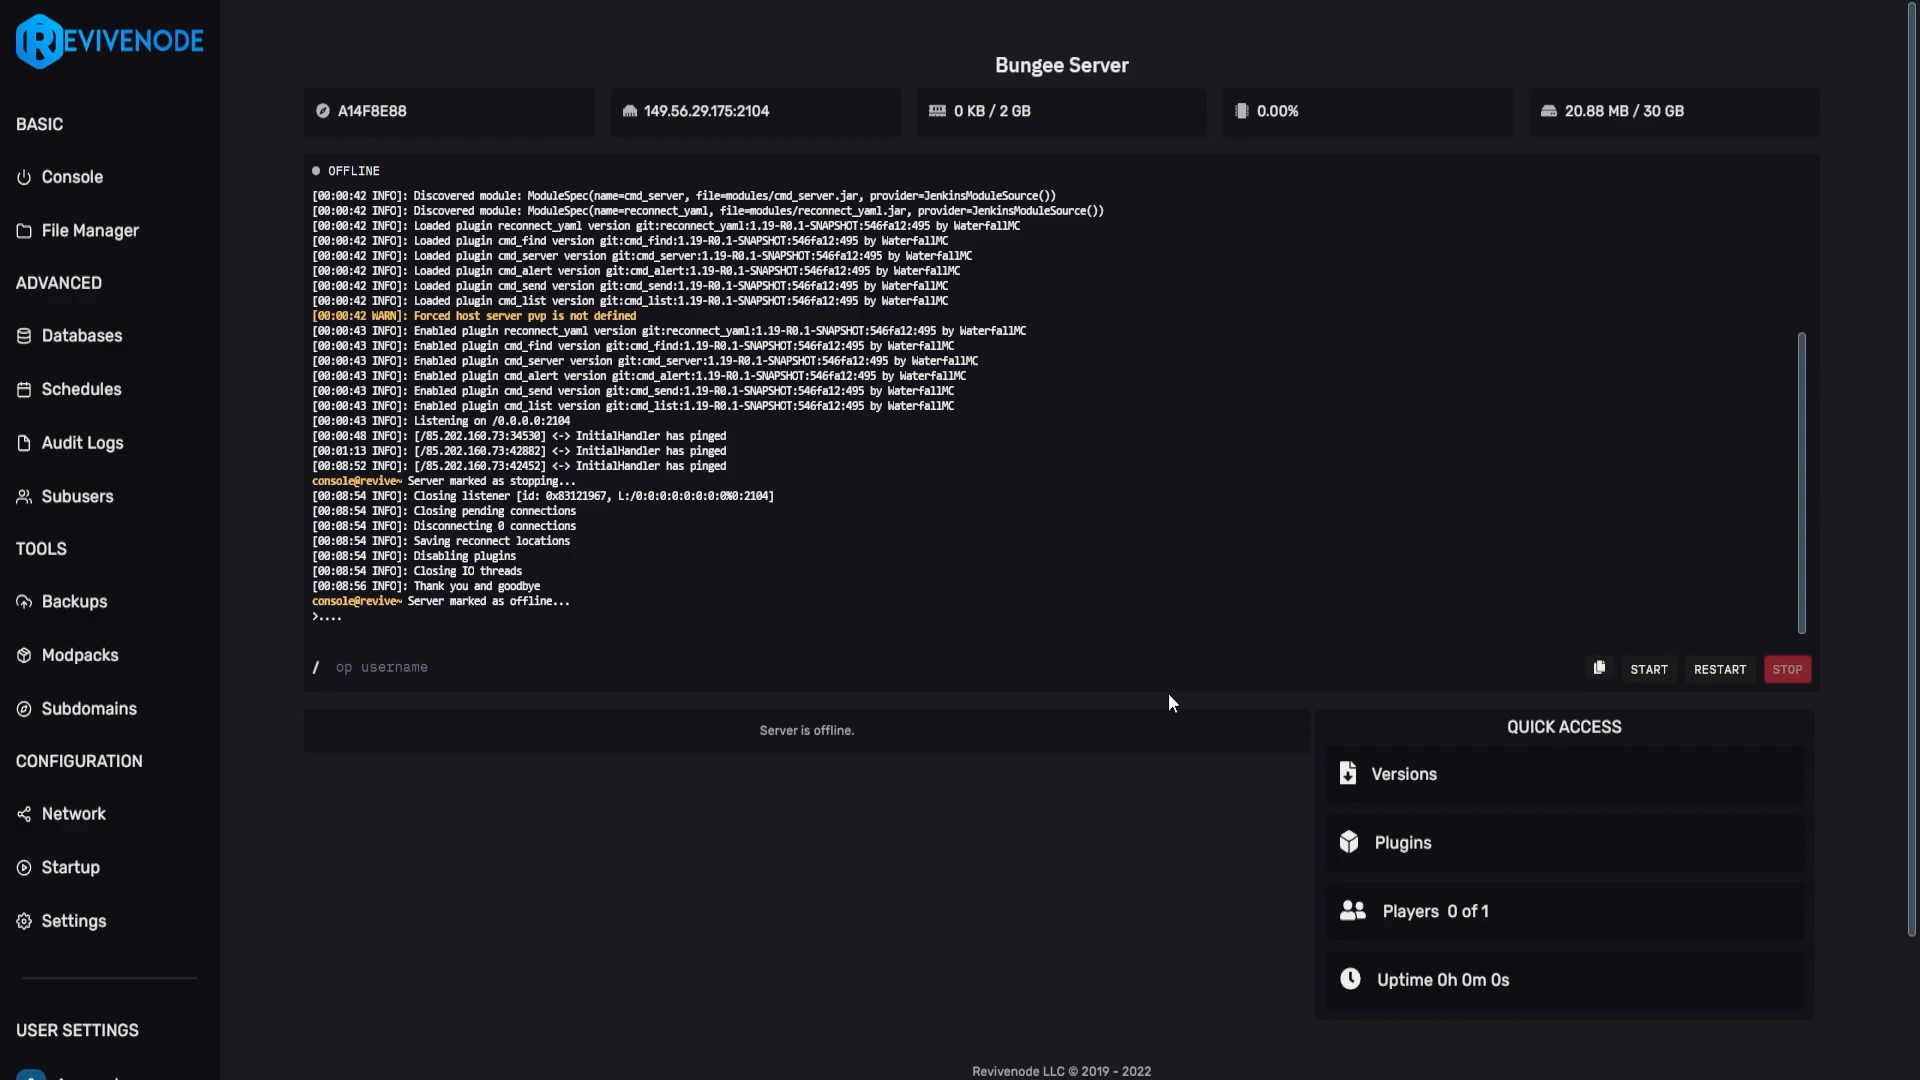 REVIVENODE
BASIC
Console
File Manager
ADVANCED
Databases
Schedules
Audit Logs
Subusers
TOOLS
Backups
Modpacks
Subdomains
CONFIGURATION
Network
Startup
Settings
USER SETTINGS
Bungee Server
A14F8E88
149.56.29.175:2104
0 KB / 2 GB
0.00%
20.88 MB / 30 GB
OFFLINE
[00:00:42 INFO]: Discovered module: ModuleSpec(name=cmd_server, file=modules/cmd_server.jar, provider=JenkinsModuleSource())
[00:00:42 INFO]: Discovered module: ModuleSpec(name=reconnect_yaml, file=modules/reconnect_yaml.jar, provider=JenkinsModuleSource())
[00:00:42 INFO]: Loaded plugin reconnect_yaml version git:reconnect_yaml:1.19-R0.1-SNAPSHOT:546fa12:495 by WaterfallMC
[00:00:42 INFO]: Loaded plugin cmd_find version git:cmd_find:1.19-R0.1-SNAPSHOT:546fa12:495 by WaterfallMC
[00:00:42 INFO]: Loaded plugin cmd_server version git:cmd_server:1.19-R0.1-SNAPSHOT:546fa12:495 by WaterfallMC
[00:00:42 INFO]: Loaded plugin cmd_alert version git:cmd_alert:1.19-R0.1-SNAPSHOT:546fa12:495 by WaterfallMC
[00:00:42 INFO]: Loaded plugin cmd_send version git:cmd_send:1.19-R0.1-SNAPSHOT:546fa12:495 by WaterfallMC
[00:00:42 INFO]: Loaded plugin cmd_list version git:cmd_list:1.19-R0.1-SNAPSHOT:546fa12:495 by WaterfallMC
[00:00:42 WARN]: Forced host server pvp is not defined
[00:00:43 INFO]: Enabled plugin reconnect_yaml version git:reconnect_yaml:1.19-R0.1-SNAPSHOT:546fa12:495 by WaterfallMC
[00:00:43 INFO]: Enabled plugin cmd_find version git:cmd_find:1.19-R0.1-SNAPSHOT:546fa12:495 by WaterfallMC
[00:00:43 INFO]: Enabled plugin cmd_server version git:cmd_server:1.19-R0.1-SNAPSHOT:546fa12:495 by WaterfallMC
[00:00:43 INFO]: Enabled plugin cmd_alert version git:cmd_alert:1.19-R0.1-SNAPSHOT:546fa12:495 by WaterfallMC
[00:00:43 INFO]: Enabled plugin cmd_send version git:cmd_send:1.19-R0.1-SNAPSHOT:546fa12:495 by WaterfallMC
[00:00:43 INFO]: Enabled plugin cmd_list version git:cmd_list:1.19-R0.1-SNAPSHOT:546fa12:495 by WaterfallMC
[00:00:43 INFO]: Listening on /0.0.0.0:2104
[00:00:48 INFO]: [/85.202.160.73:34530] <-> InitialHandler has pinged
[00:01:13 INFO]: [/85.202.160.73:42882] <-> InitialHandler has pinged
[00:08:52 INFO]: [/85.202.160.73:42452] <-> InitialHandler has pinged
console@revive~ Server marked as stopping...
[00:08:54 INFO]: Closing listener [id: 0x83121967, L:/0:0:0:0:0:0:0:0%0:2104]
[00:08:54 INFO]: Closing pending connections
[00:08:54 INFO]: Disconnecting 0 connections
[00:08:54 INFO]: Saving reconnect locations
[00:08:54 INFO]: Disabling plugins
[00:08:54 INFO]: Closing IO threads
[00:08:56 INFO]: Thank you and goodbye
console@revive~ Server marked as offline...
>....
/ op username
START
RESTART
STOP
Server is offline.
QUICK ACCESS
Versions
Plugins
Players 0 of 1
Uptime 0h 0m 0s
Revivenode LLC © 2019 - 2022